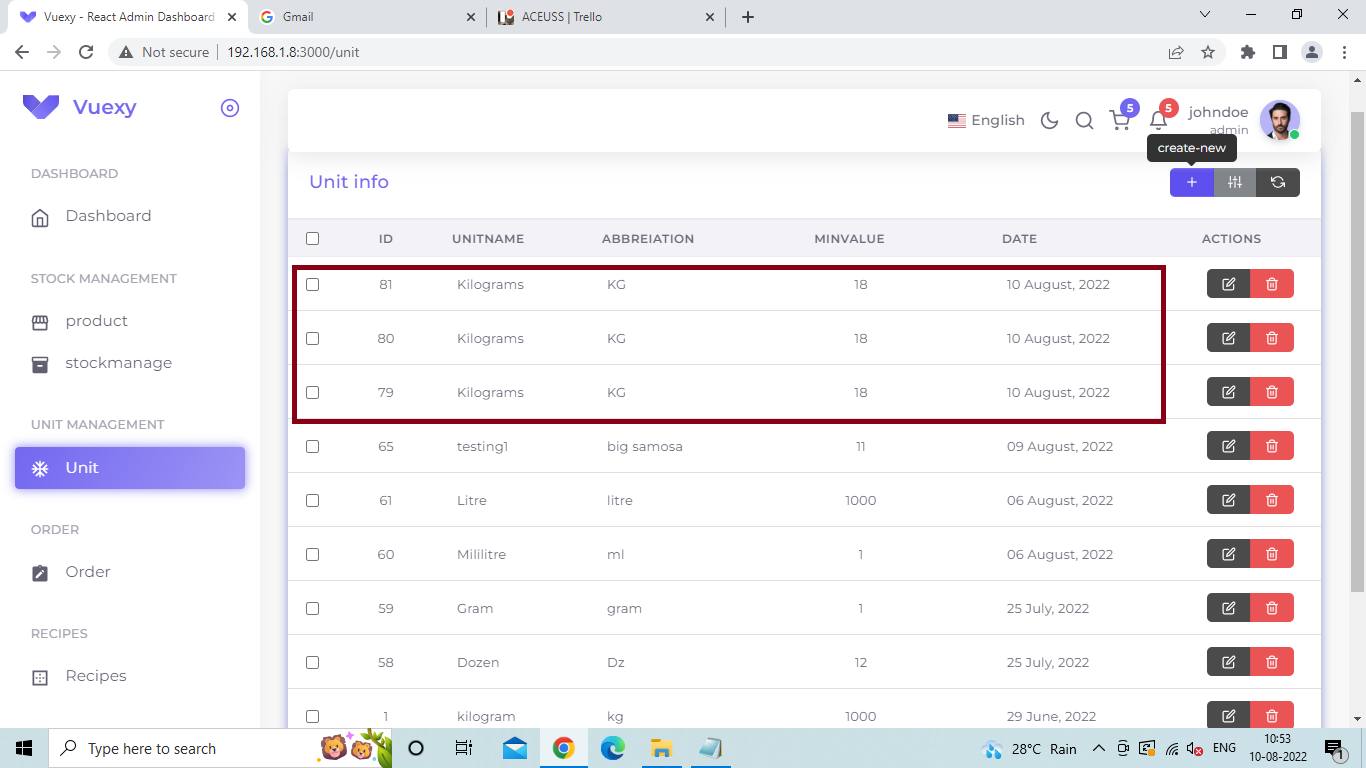 Vuexy - React Admin Dashboard
Gmail
ACEUSS | Trello
Not secure
192.168.1.8:3000/unit
Vuexy
English
5
5
johndoe
admin
create-new
DASHBOARD
Dashboard
STOCK MANAGEMENT
product
stockmanage
UNIT MANAGEMENT
Unit
ORDER
Order
RECIPES
Recipes
Unit info
ID UNITNAME ABBREIATION MINVALUE DATE ACTIONS
81 Kilograms KG 18 10 August, 2022
80 Kilograms KG 18 10 August, 2022
79 Kilograms KG 18 10 August, 2022
65 testing1 big samosa 11 09 August, 2022
61 Litre litre 1000 06 August, 2022
60 Mililitre ml 1 06 August, 2022
59 Gram gram 1 25 July, 2022
58 Dozen Dz 12 25 July, 2022
1 kilogram kg 1000 29 June, 2022
Type here to search
28°C Rain
ENG
10:53
10-08-2022
1